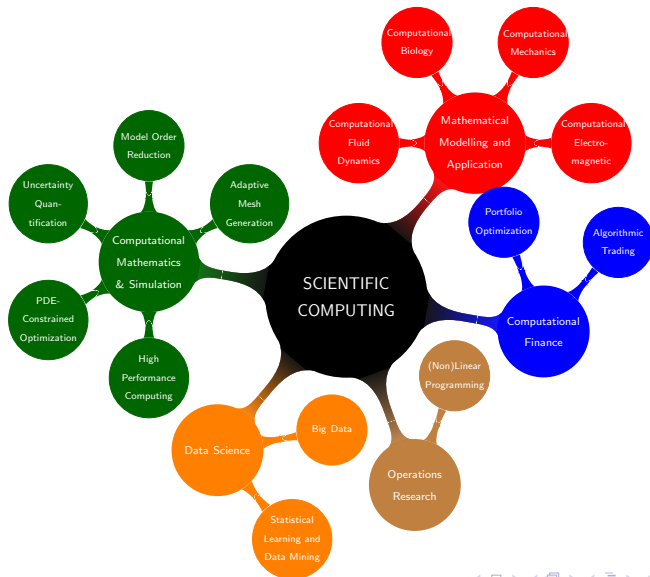 Computational
Biology
Computational
Mechanics
Computational
Fluid
Dynamics
Mathematical
Modelling and
Application
Computational
Electro-
magnetic
Model Order
Reduction
Uncertainty
Quan-
tification
Adaptive
Mesh
Generation
Computational
Mathematics
& Simulation
PDE-
Constrained
Optimization
High
Performance
Computing
SCIENTIFIC
COMPUTING
Portfolio
Optimization
Algorithmic
Trading
Computational
Finance
(Non)Linear
Programming
Operations
Research
Data Science
Big Data
Statistical
Learning and
Data Mining